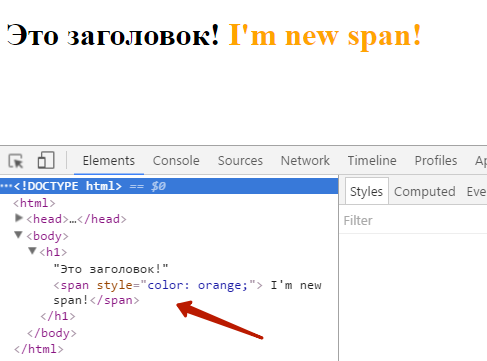 Это заголовок! I'm new span!
Elements Console Sources Network Timeline Profiles Ap
<!DOCTYPE html> == $0
<html>
<head>…</head>
<body>
<h1>
"Это заголовок!"
<span style="color: orange;"> I'm new
span!</span>
</h1>
</body>
</html>
Styles Computed Eve
Filter